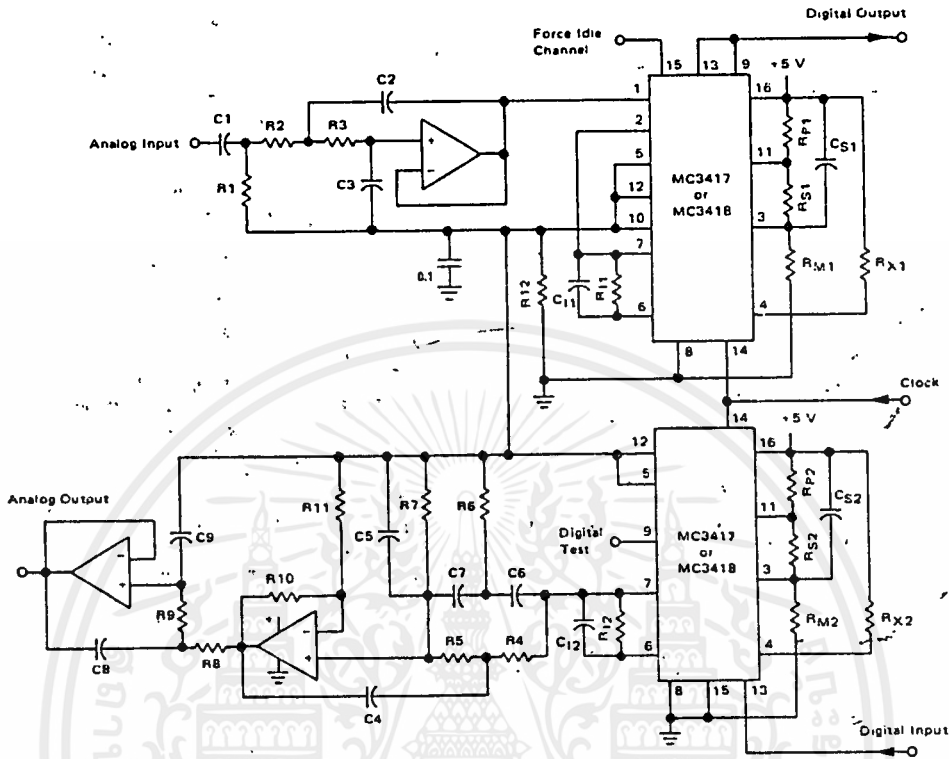 Digital Output
Force Idle
Channel
15
13
9
+5 V
C2
1
16
C1
R2
R3
2
RP1
CS1
Analog Input
+
5
11
MC3417
or
MC3418
R1
C3
-
12
RS1
10
3
7
0.1
R12
CI1
RI1
RM1
RX1
6
4
8
14
Clock
14
+5 V
12
16
Analog Output
R11
C5
R7
R6
5
RP2
CS2
C9
Digital
Test
9
11
MC3417
or
MC3418
RS2
-
+
R10
C7
C6
7
3
R9
+
-
RM2
RX2
R8
+
R5
R4
CI2
RI2
6
4
C8
C4
8
15
13
Digital Input